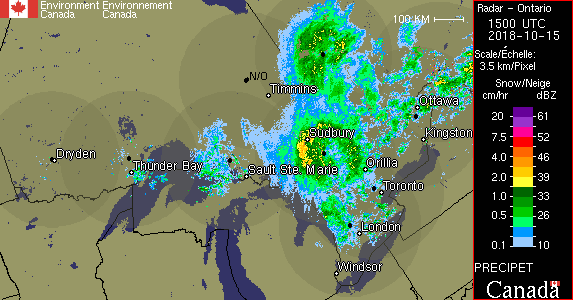 Environment Environnement
Canada Canada
100 KM
N/O
Timmins
Ottawa
Sudbury
Kingston
Dryden
Thunder Bay
Sault Ste. Marie
Orillia
Toronto
London
Windsor
Radar - Ontario
1500 UTC
2018-10-15
Scale/Échelle:
3.5 km/Pixel
Snow/Neige
cm/hr dBZ
20 61
7.5 52
4.0 46
2.0 39
1.0 33
0.5 26
0.1 10
PRECIPET
Canada